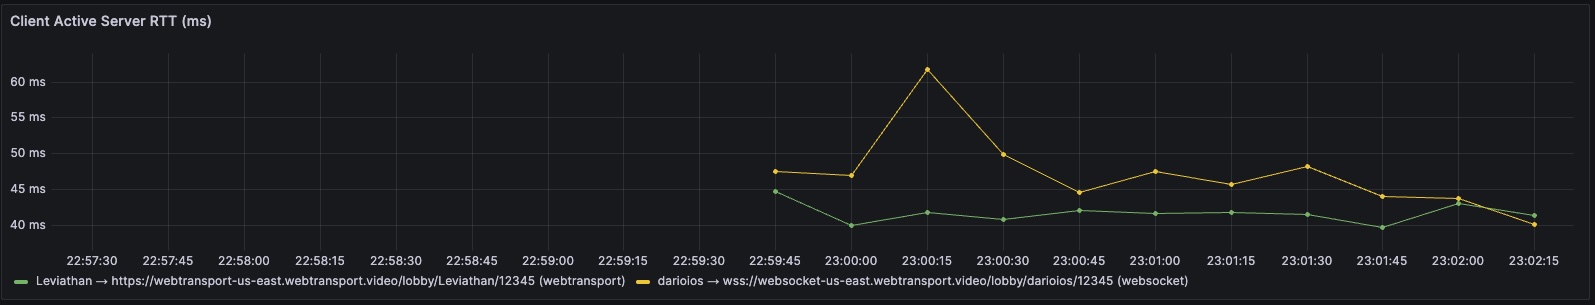 Client Active Server RTT (ms)
60 ms
55 ms
50 ms
45 ms
40 ms
22:57:30 22:57:45 22:58:00 22:58:15 22:58:30 22:58:45 22:59:00 22:59:15 22:59:30 22:59:45 23:00:00 23:00:15 23:00:30 23:00:45 23:01:00 23:01:15 23:01:30 23:01:45 23:02:00 23:02:15
Leviathan → https://webtransport-us-east.webtransport.video/lobby/Leviathan/12345 (webtransport) darioios → wss://websocket-us-east.webtransport.video/lobby/darioios/12345 (websocket)